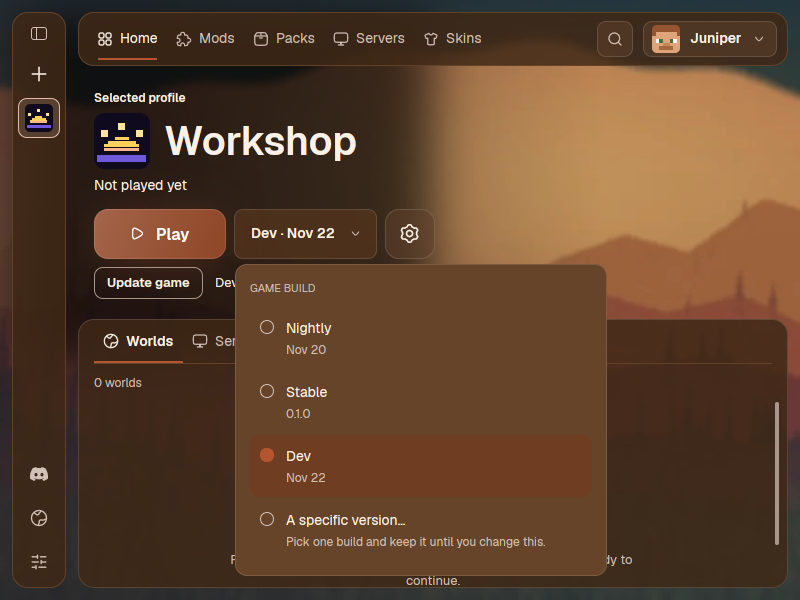 Home
Mods
Packs
Servers
Skins
Juniper
Selected profile
Workshop
Not played yet
Play
Dev · Nov 22
Update game
Dev
GAME BUILD
Nightly
Nov 20
Stable
0.1.0
Dev
Nov 22
A specific version...
Pick one build and keep it until you change this.
Worlds
Ser
0 worlds
to
continue.